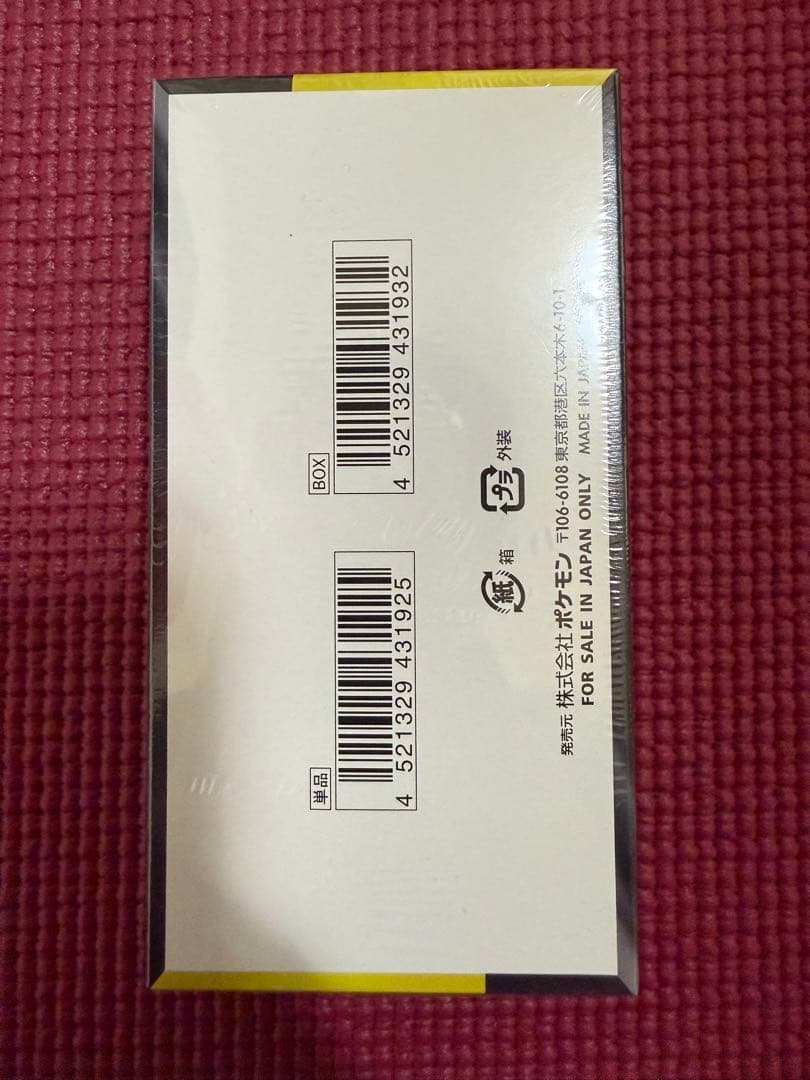 単品
4 521329 431925
BOX
4 521329 431932
紙 箱
プラ 外装
発売元 株式会社 ポケモン 〒106-6108 東京都港区六本木6-10-1
FOR SALE IN JAPAN ONLY MADE IN JAPAN